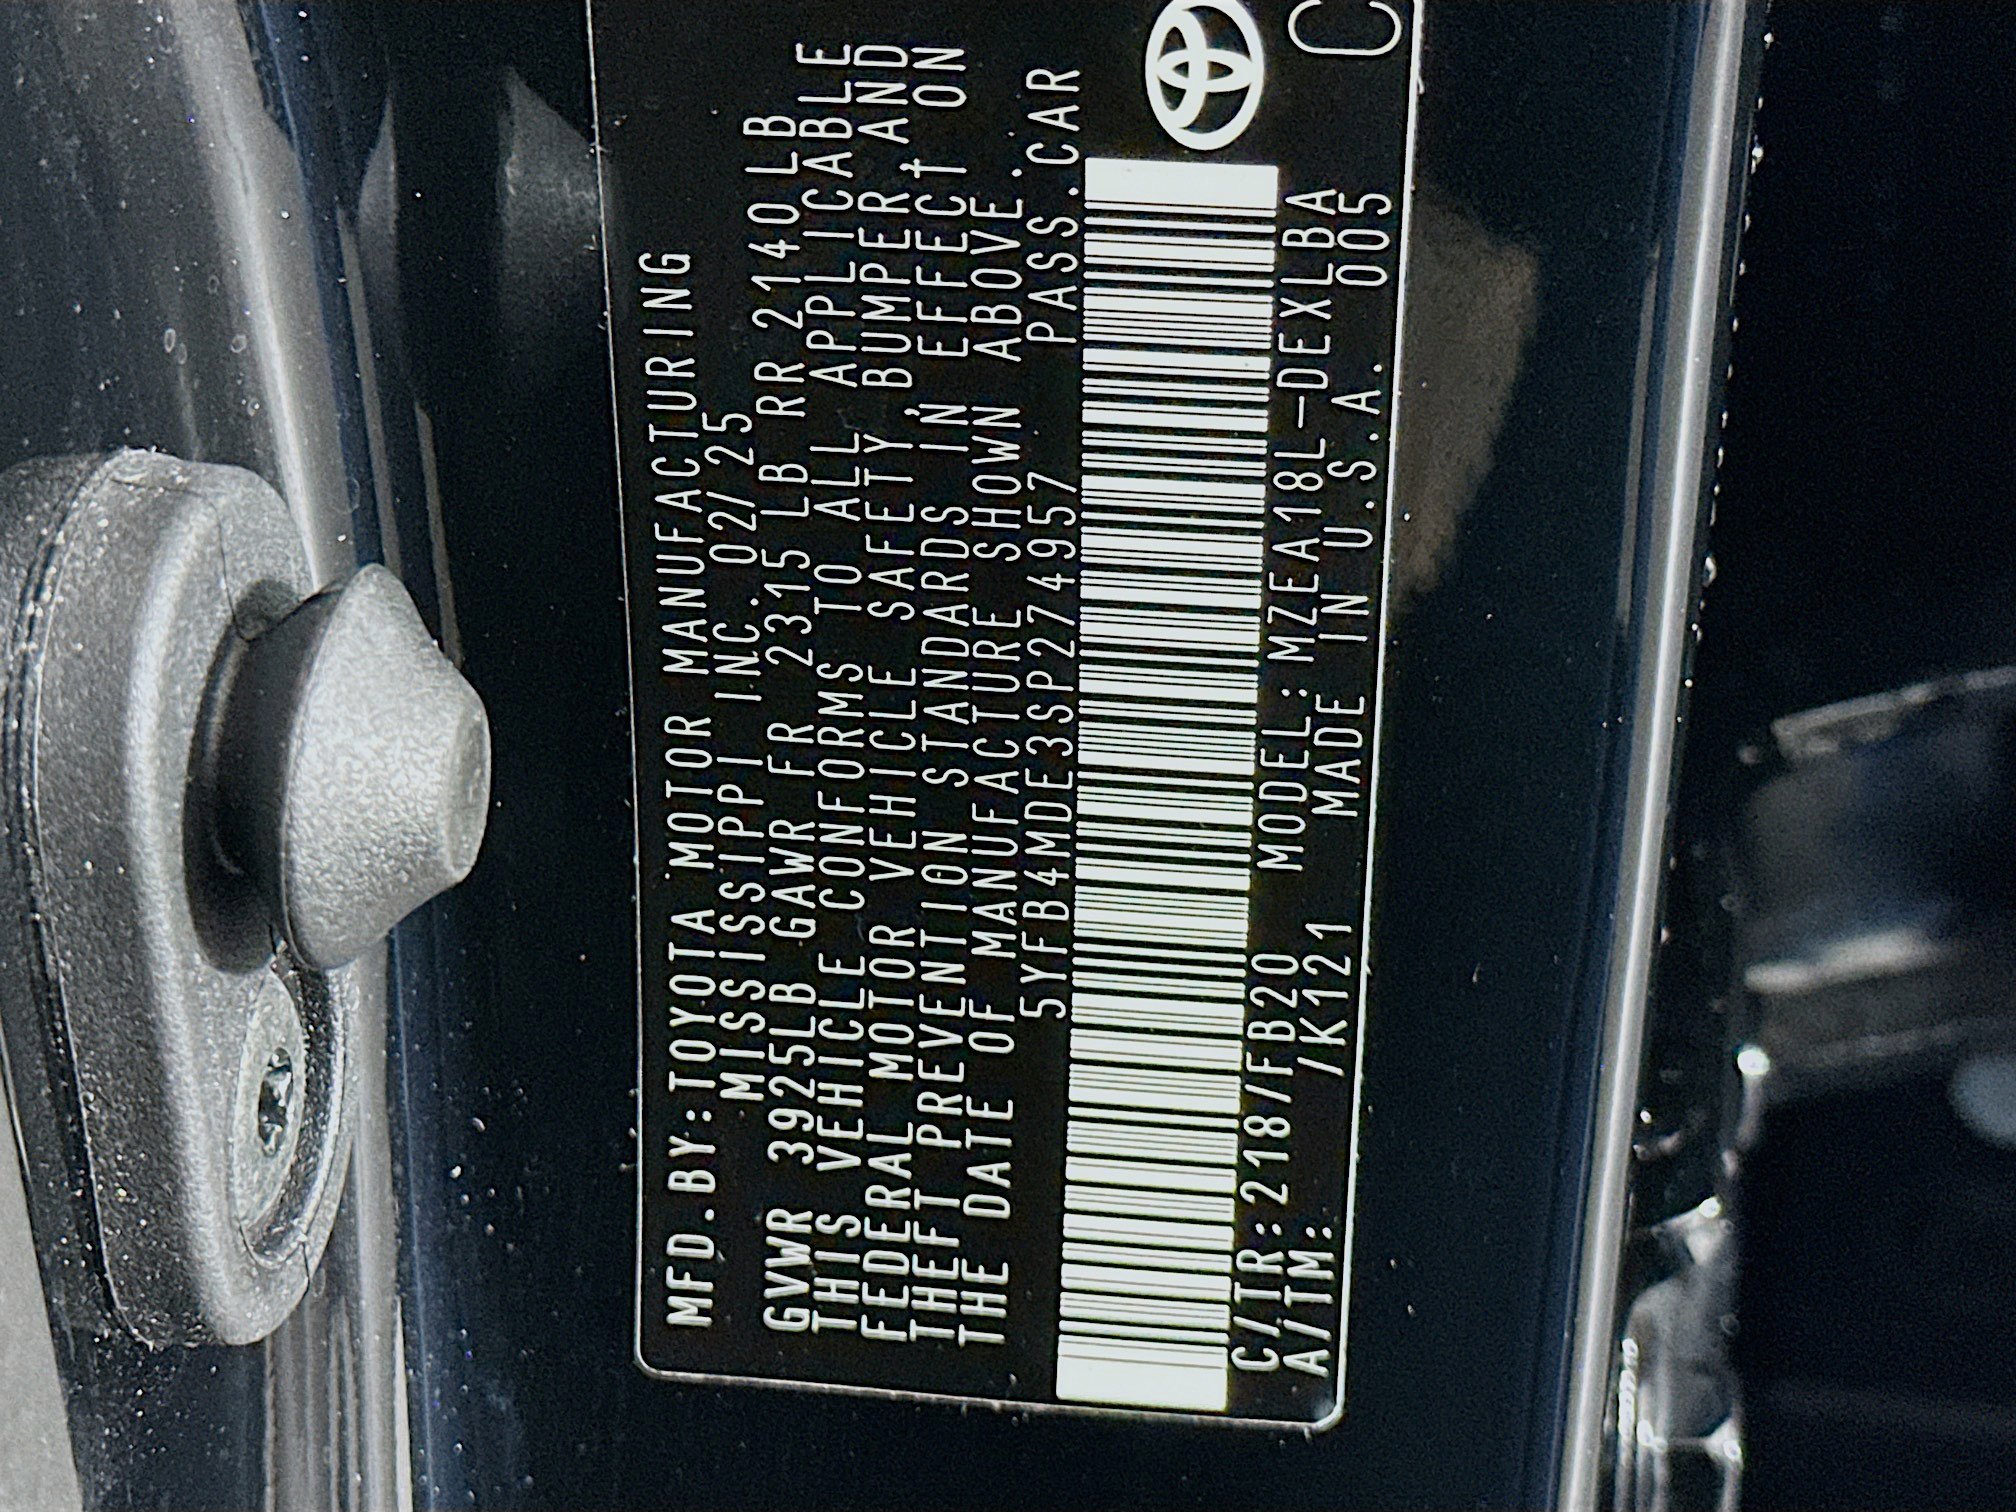 MFD.BY:TOYOTA MOTOR MANUFACTURING
MISSISSIPPI INC. 02/25
GVWR 3925LB GAWR FR 2315 LB RR 2140LB
THIS VEHICLE CONFORMS TO ALL APPLICABLE
FEDERAL MOTOR VEHICLE SAFETY, BUMPER, AND
THEFT PREVENTION STANDARDS IN EFFECT ON
THE DATE OF MANUFACTURE SHOWN ABOVE.
5YFB4MDE3SP274957 PASS.CAR
C/TR:218/FB20 MODEL:MZEA18L-DEXLBA
A/TM: /K121 MADE IN U.S.A. 005
C